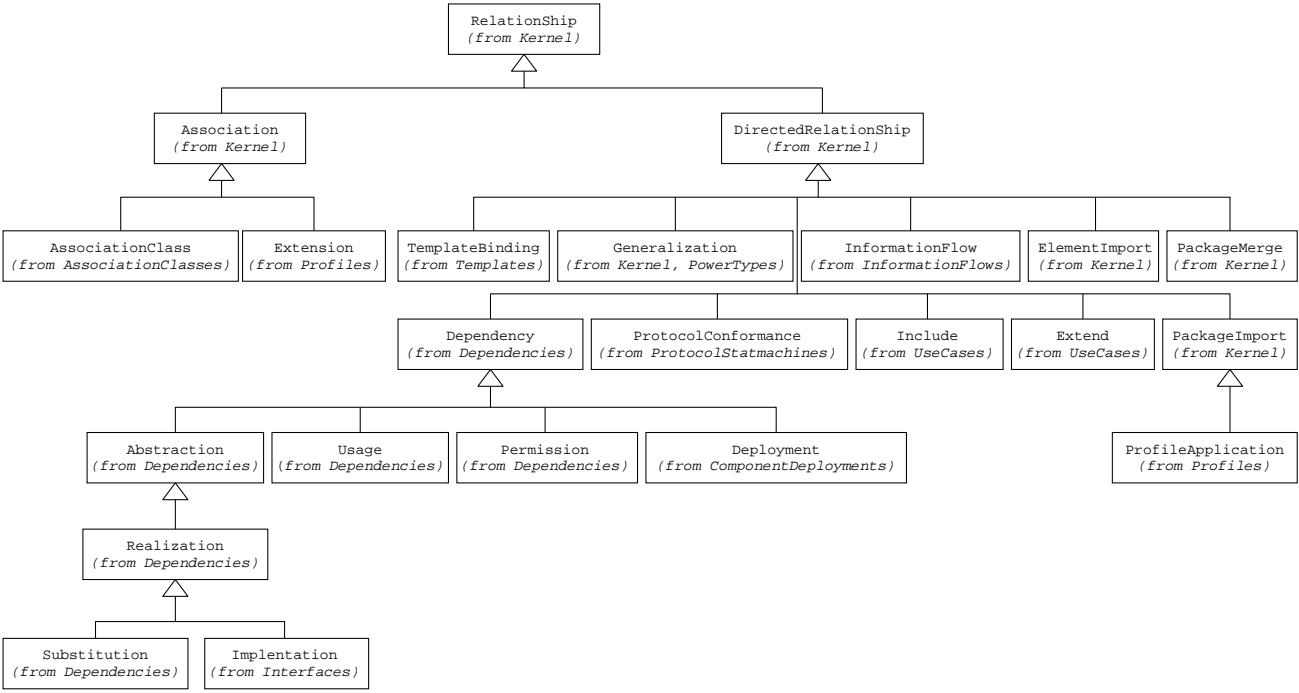 RelationShip
(from Kernel)
Association
(from Kernel)
DirectedRelationShip
(from Kernel)
AssociationClass
(from AssociationClasses)
Extension
(from Profiles)
TemplateBinding
(from Templates)
Generalization
(from Kernel, PowerTypes)
InformationFlow
(from InformationFlows)
ElementImport
(from Kernel)
PackageMerge
(from Kernel)
Dependency
(from Dependencies)
ProtocolConformance
(from ProtocolStatmachines)
Include
(from UseCases)
Extend
(from UseCases)
PackageImport
(from Kernel)
Abstraction
(from Dependencies)
Usage
(from Dependencies)
Permission
(from Dependencies)
Deployment
(from ComponentDeployments)
ProfileApplication
(from Profiles)
Realization
(from Dependencies)
Substitution
(from Dependencies)
Implentation
(from Interfaces)